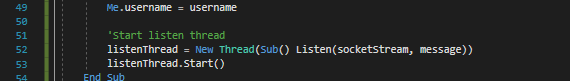 49 Me.username = username
50
51 'Start listen thread
52 listenThread = New Thread(Sub() Listen(socketStream, message))
53 listenThread.Start()
54 End Sub